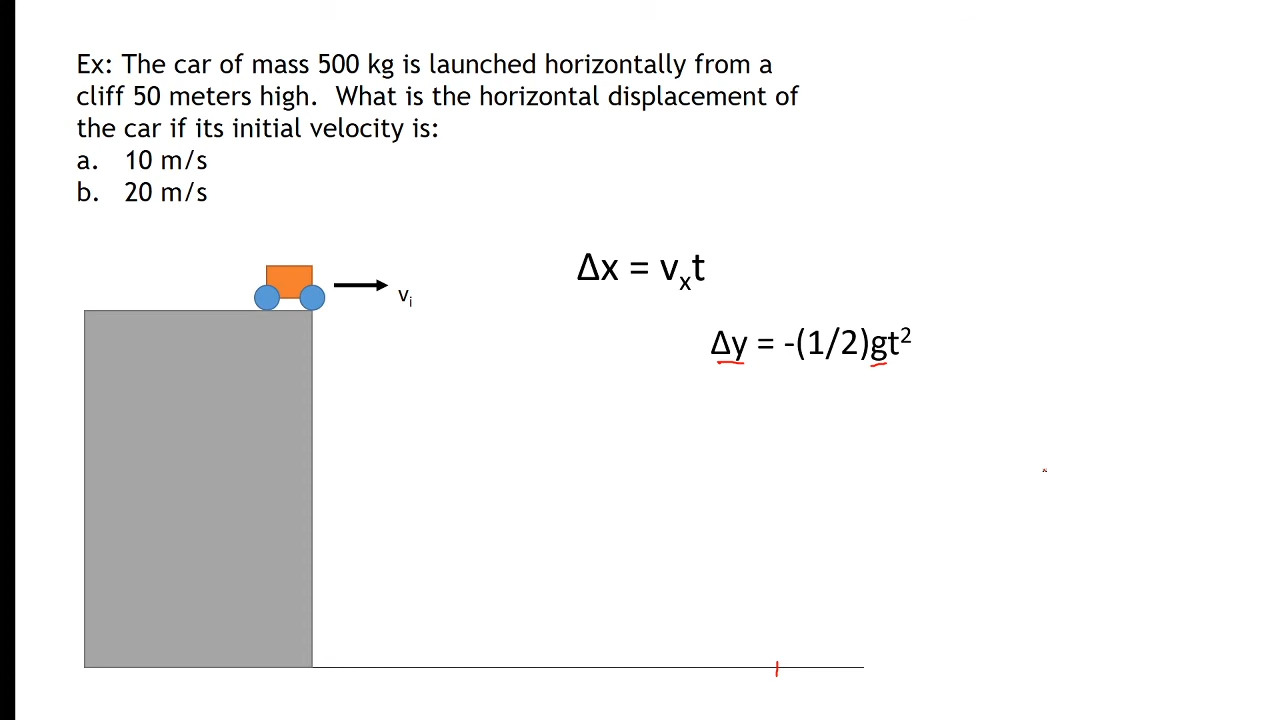 Ex: The car of mass 500 kg is launched horizontally from a
cliff 50 meters high.  What is the horizontal displacement of
the car if its initial velocity is:
a.   10 m/s
b.   20 m/s
Δx = vₓt
vᵢ
Δy = -(1/2)gt²